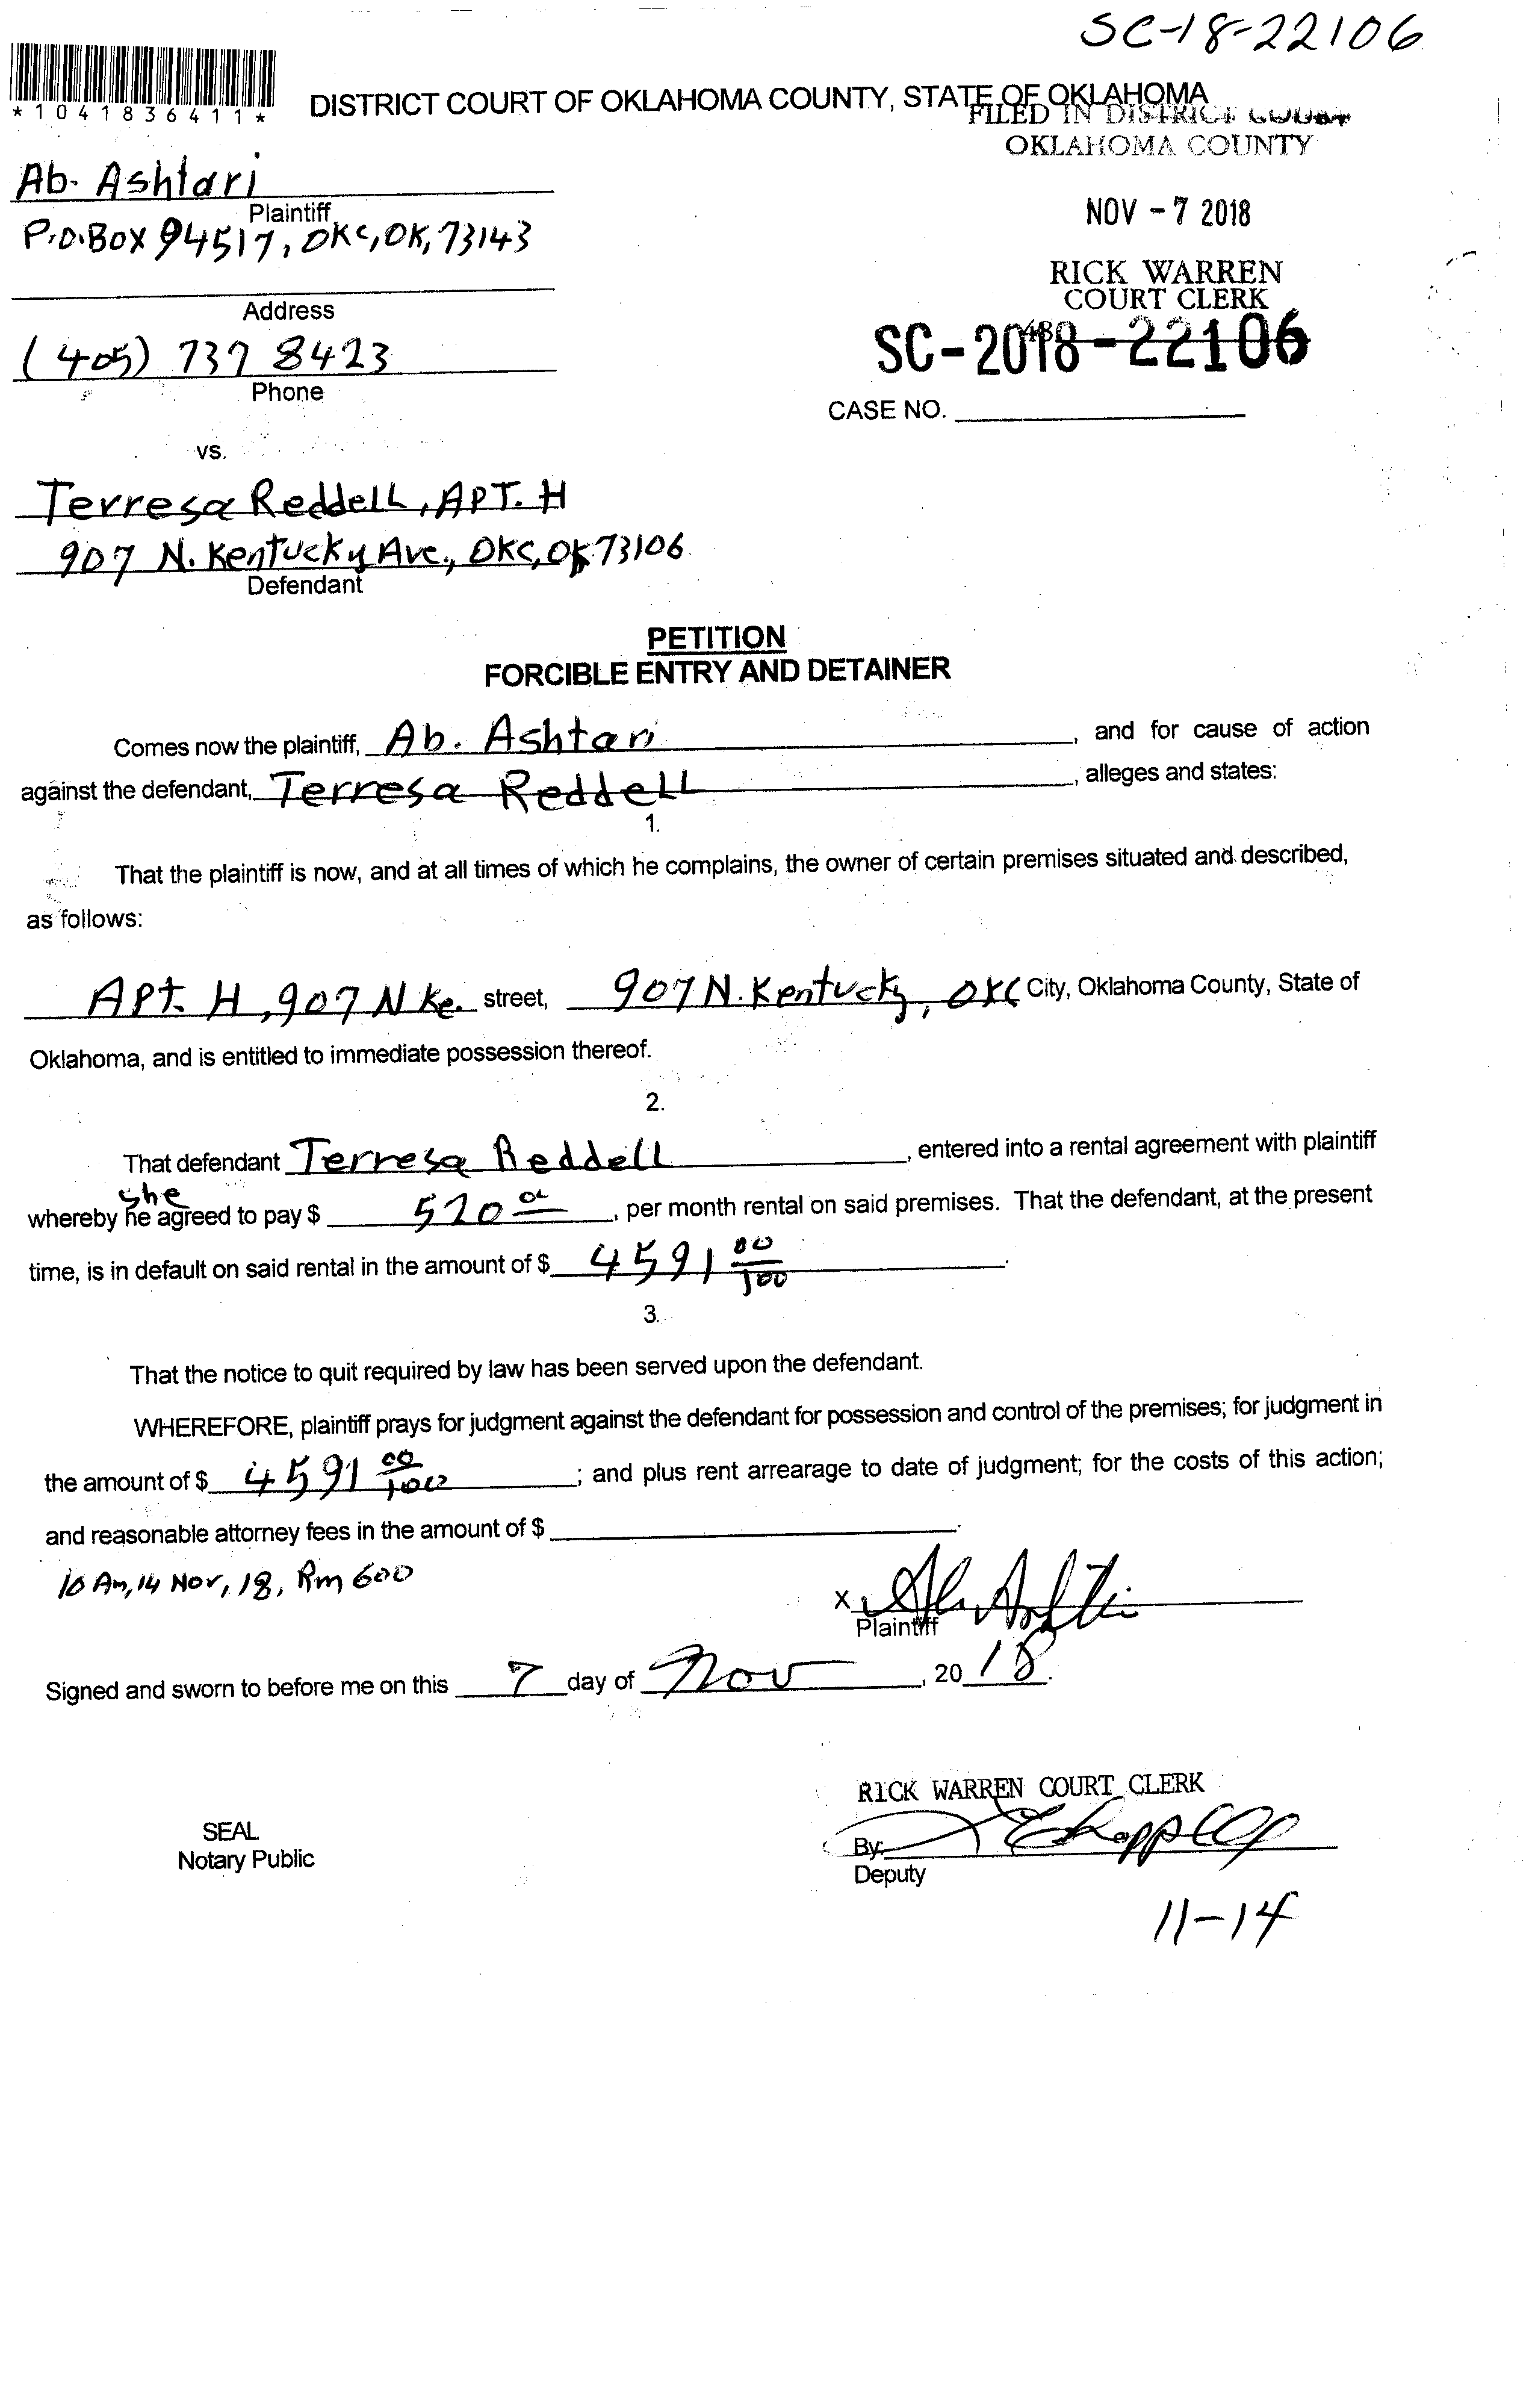 SC-18-22106
*1041836411*
DISTRICT COURT OF OKLAHOMA COUNTY, STATE OF OKLAHOMA
FILED IN DISTRICT COURT
OKLAHOMA COUNTY
Ab. Ashtari
Plaintiff
P.O.Box 94517, OKC, OK, 73143
NOV - 7 2018
RICK WARREN
COURT CLERK
Address
SC-2018-22106
(405) 737 8423
Phone
CASE NO.
vs.
Terresa Reddell, APT. H
907 N. Kentucky Ave., OKC, OK 73106
Defendant
PETITION
FORCIBLE ENTRY AND DETAINER
Comes now the plaintiff, Ab. Ashtari, and for cause of action
against the defendant, Terresa Reddell, alleges and states:
1.
That the plaintiff is now, and at all times of which he complains, the owner of certain premises situated and described,
as follows:
APt. H, 907 N Ke. street, 907 N. Kentucky, OKC City, Oklahoma County, State of
Oklahoma, and is entitled to immediate possession thereof.
2.
That defendant Terresa Reddell, entered into a rental agreement with plaintiff
she
whereby he agreed to pay $ 520 00, per month rental on said premises. That the defendant, at the present
time, is in default on said rental in the amount of $ 4591 00/100.
3.
That the notice to quit required by law has been served upon the defendant.
WHEREFORE, plaintiff prays for judgment against the defendant for possession and control of the premises; for judgment in
the amount of $ 4591 00/100; and plus rent arrearage to date of judgment; for the costs of this action;
and reasonable attorney fees in the amount of $
10 Am, 14 Nov, 18, Rm 600
X
Plaintiff
Signed and sworn to before me on this 7 day of Nov, 20 18.
RICK WARREN COURT CLERK
SEAL
Notary Public
By:
Deputy
11-14